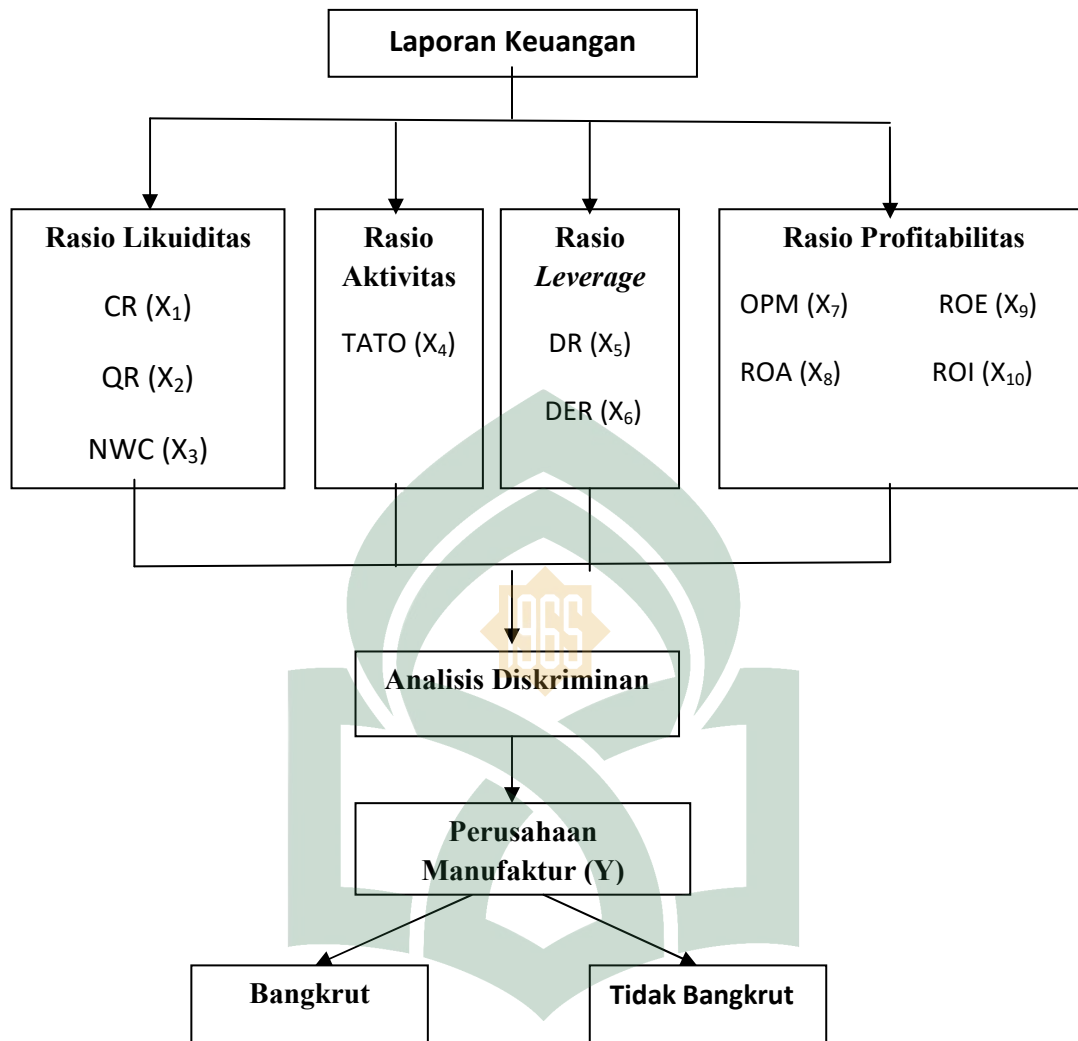 Laporan Keuangan
Rasio Likuiditas
CR (X₁)
QR (X₂)
NWC (X₃)
Rasio
Aktivitas
TATO (X₄)
Rasio
Leverage
DR (X₅)
DER (X₆)
Rasio Profitabilitas
OPM (X₇) ROE (X₉)
ROA (X₈) ROI (X₁₀)
1965
Analisis Diskriminan
Perusahaan
Manufaktur (Y)
Bangkrut
Tidak Bangkrut